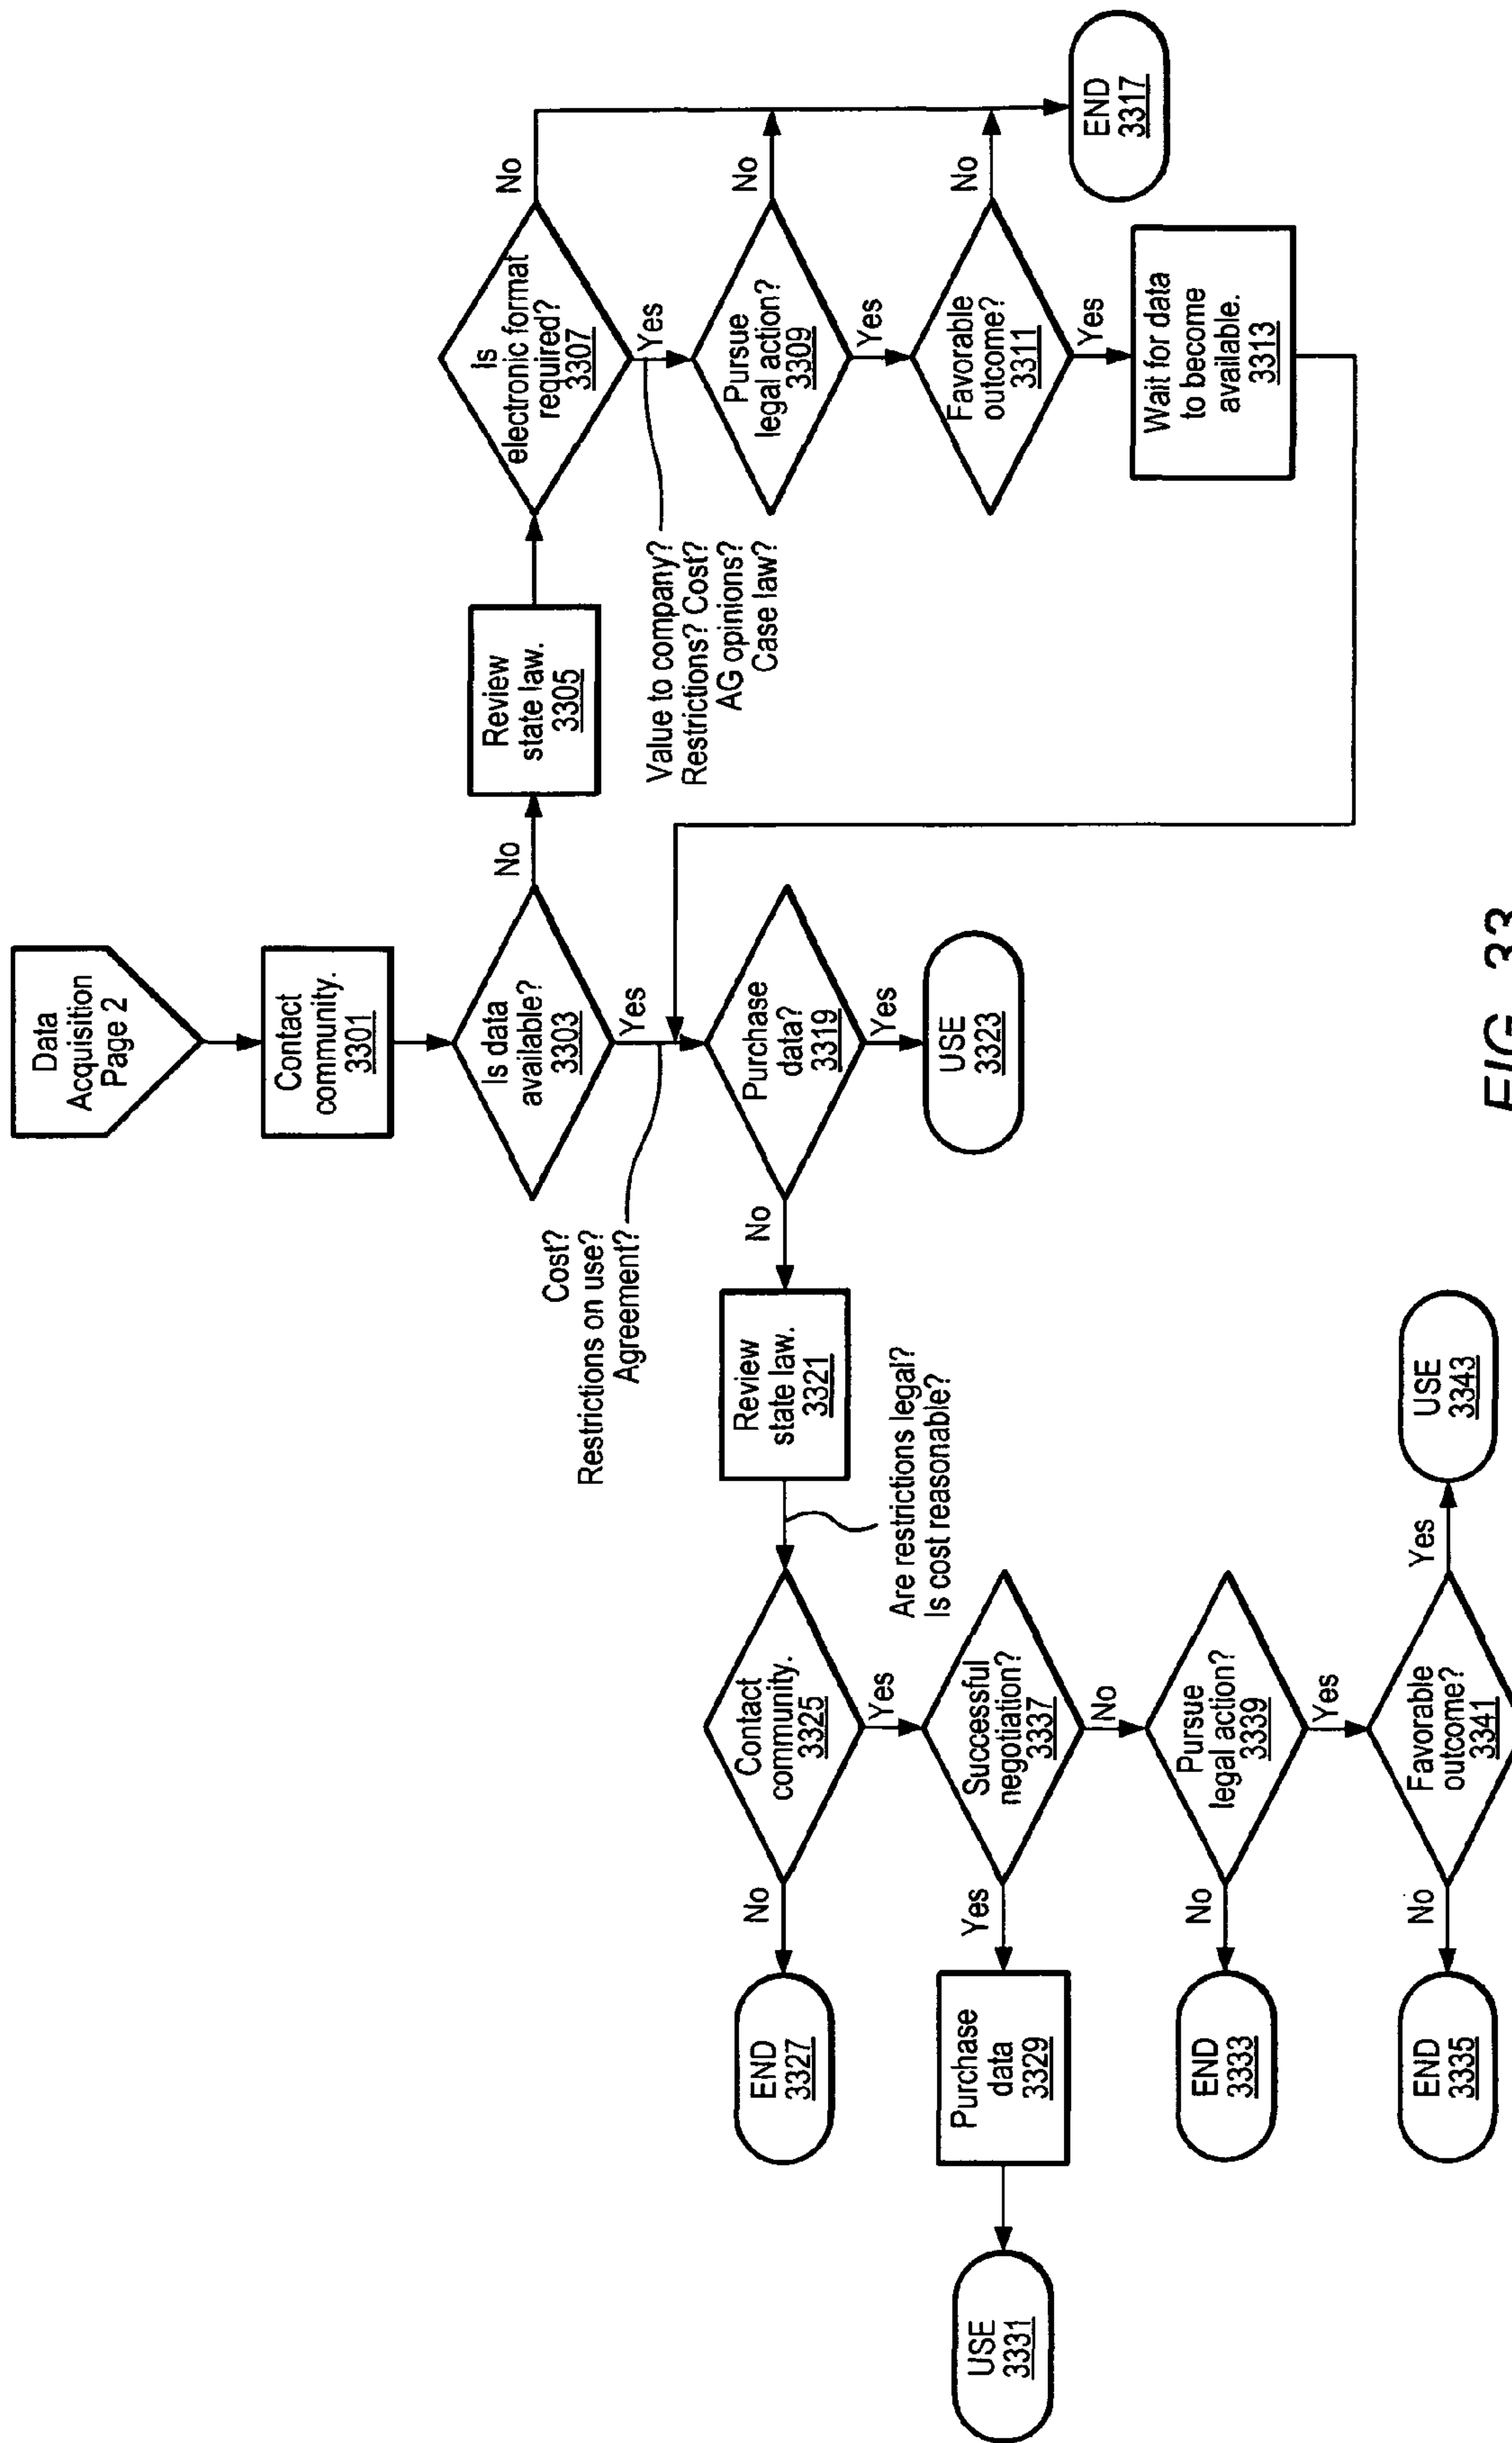 Data
Acquisition
Page 2
Contact
community.
3301
Is data
available?
3303
No
Review
state law.
3305
Is
electronic format
required?
3307
No
Yes
Value to company?
Restrictions? Cost?
AG opinions?
Case law?
Pursue
legal action?
3309
No
Yes
Favorable
outcome?
3311
No
Yes
Wait for data
to become
available.
3313
END
3317
Yes
Cost?
Restrictions on use?
Agreement?
Purchase
data?
3319
Yes
USE
3323
No
Review
state law.
3321
Are restrictions legal?
Is cost reasonable?
Contact
community.
3325
No
END
3327
Yes
Successful
negotiation?
3337
Yes
Purchase
data
3329
USE
3331
No
Pursue
legal action?
3339
No
END
3333
Yes
Favorable
outcome?
3341
No
END
3335
Yes
USE
3343
FIG. 33